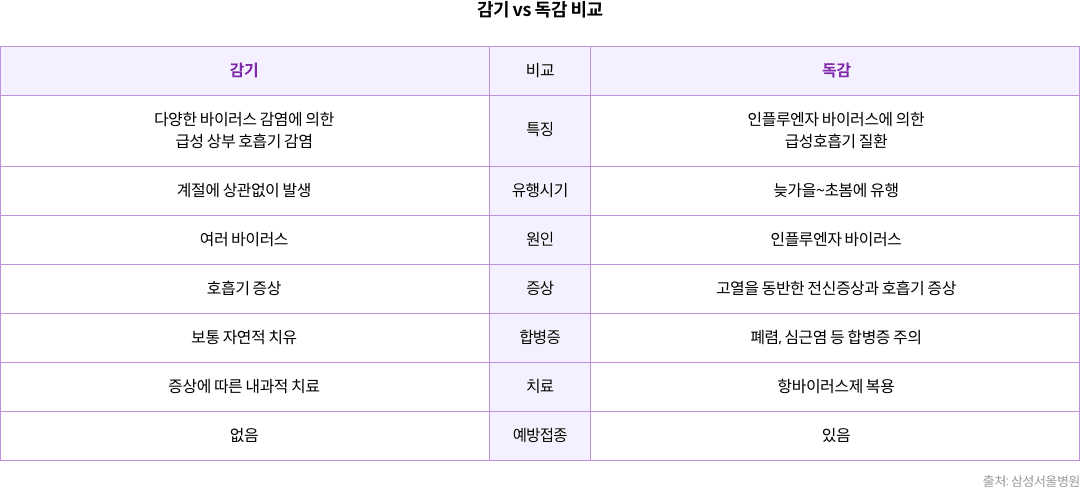 감기 vs 독감 비교
감기 비교 독감
다양한 바이러스 감염에 의한
급성 상부 호흡기 감염
특징
인플루엔자 바이러스에 의한
급성호흡기 질환
계절에 상관없이 발생 유행시기 늦가을~초봄에 유행
여러 바이러스 원인 인플루엔자 바이러스
호흡기 증상 증상 고열을 동반한 전신증상과 호흡기 증상
보통 자연적 치유 합병증 폐렴, 심근염 등 합병증 주의
증상에 따른 내과적 치료 치료 항바이러스제 복용
없음 예방접종 있음
출처: 삼성서울병원